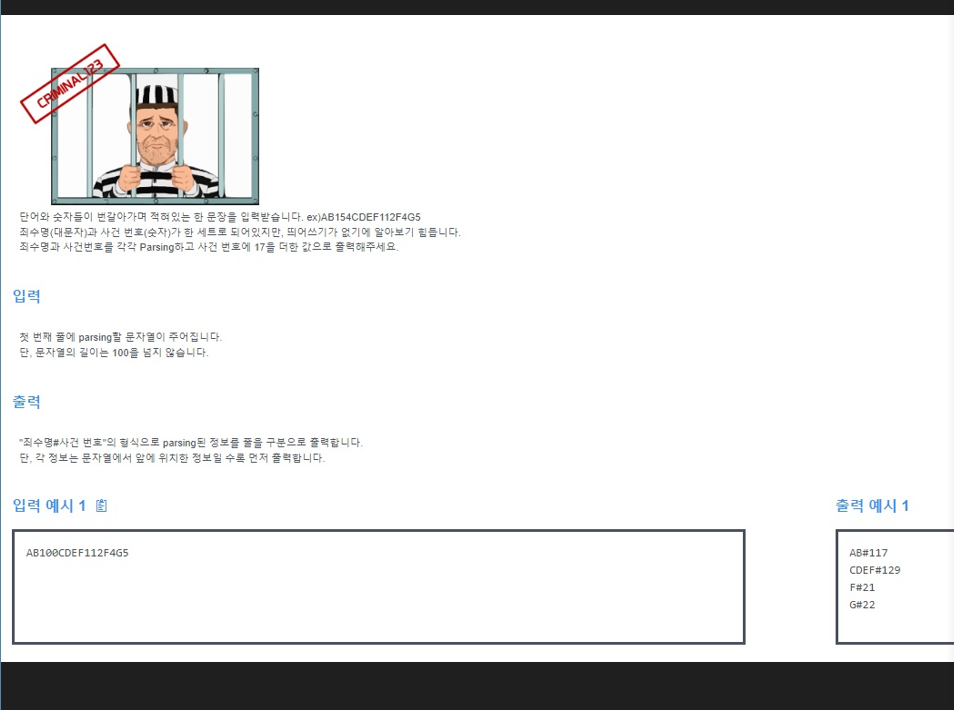 CRIMINAL123
단어와 숫자들이 번갈아가며 적혀있는 한 문장을 입력받습니다. ex)AB154CDEF112F4G5
죄수명(대문자)과 사건 번호(숫자)가 한 세트로 되어있지만, 띄어쓰기가 없기에 알아보기 힘듭니다.
죄수명과 사건번호를 각각 Parsing하고 사건 번호에 17을 더한 값으로 출력해주세요.
입력
첫 번째 줄에 parsing할 문자열이 주어집니다.
단, 문자열의 길이는 100을 넘지 않습니다.
출력
"죄수명#사건 번호"의 형식으로 parsing된 정보를 줄을 구분으로 출력합니다.
단, 각 정보는 문자열에서 앞에 위치한 정보일 수록 먼저 출력합니다.
입력 예시 1
AB100CDEF112F4G5
출력 예시 1
AB#117
CDEF#129
F#21
G#22